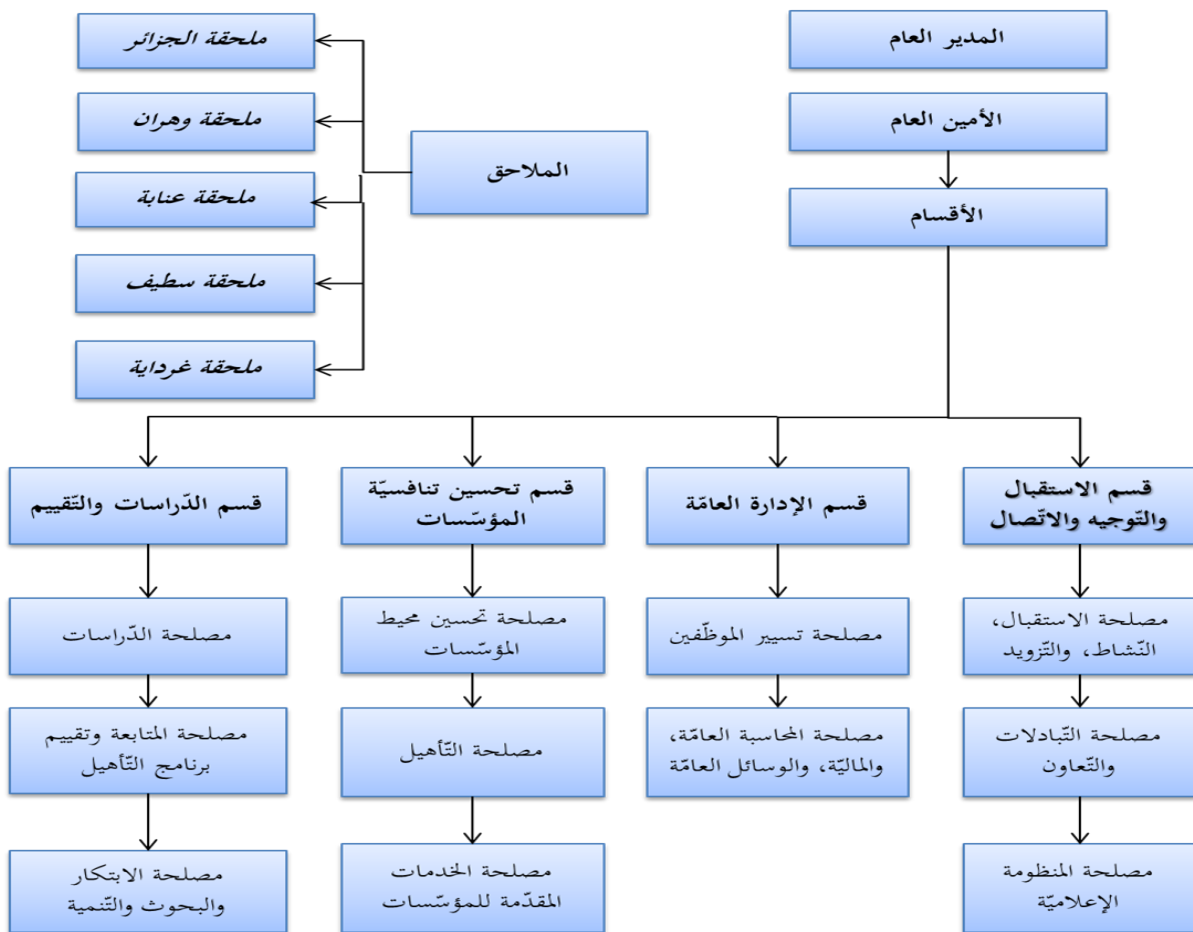 المدير العام
الأمين العام
الأقسام
الملاحق
ملحقة الجزائر
ملحقة وهران
ملحقة عنابة
ملحقة سطيف
ملحقة غرداية
قسم الاستقبال
والتّوجيه والاتّصال
قسم الإدارة العامّة
قسم تحسين تنافسيّة
المؤسّسات
قسم الدّراسات والتّقييم
مصلحة الاستقبال،
النّشاط، والتّزويد
مصلحة تسيير الموظّفين
مصلحة تحسين محيط
المؤسّسات
مصلحة الدّراسات
مصلحة التّبادلات
والتّعاون
مصلحة المحاسبة العامّة،
والماليّة، والوسائل العامّة
مصلحة التّأهيل
مصلحة المتابعة وتقييم
برنامج التّأهيل
مصلحة المنظومة
الإعلاميّة
مصلحة الخدمات
المقدّمة للمؤسّسات
مصلحة الابتكار
والبحوث والتّنمية